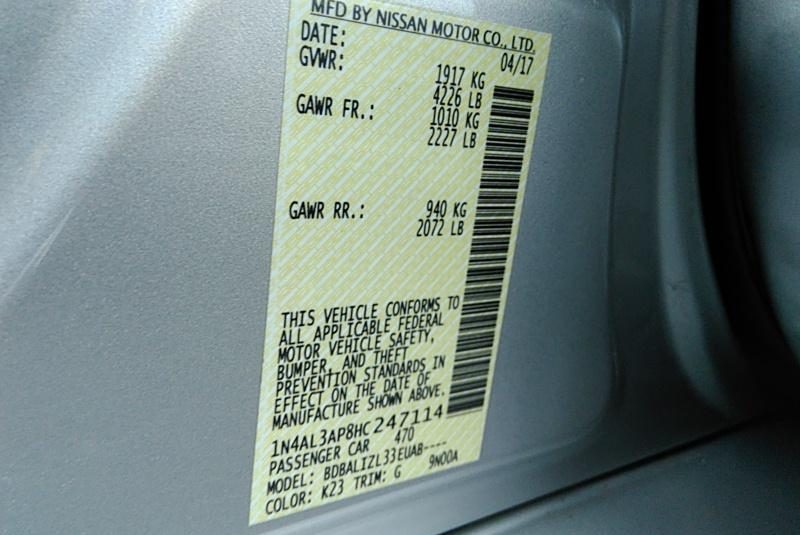 MFD BY NISSAN MOTOR CO., LTD.
DATE: 04/17
GVWR: 1917 KG
4226 LB
GAWR FR.: 1010 KG
2227 LB
GAWR RR.: 940 KG
2072 LB
THIS VEHICLE CONFORMS TO
ALL APPLICABLE FEDERAL
MOTOR VEHICLE SAFETY,
BUMPER, AND THEFT
PREVENTION STANDARDS IN
EFFECT ON THE DATE OF
MANUFACTURE SHOWN ABOVE.
1N4AL3AP8HC247114
PASSENGER CAR 470
MODEL: BDBALIZL33EUAB----
COLOR: K23 TRIM: G 9N00A